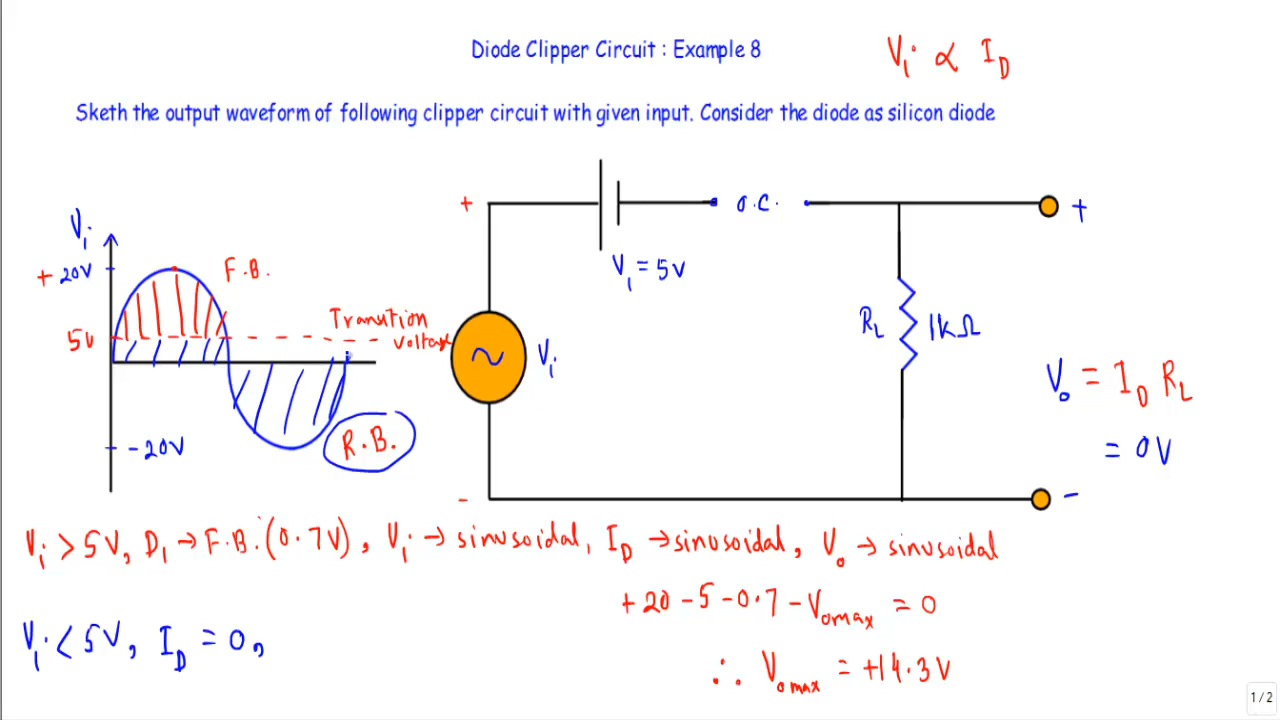 Diode Clipper Circuit : Example 8
Vi ∝ ID
Sketh the output waveform of following clipper circuit with given input. Consider the diode as silicon diode
+ O.C. +
Vi
+ 20V
F.B.
V1 = 5V
Tranition
voltage
5V
Vi
RL 1kΩ
Vo = ID RL
= 0V
- 20V
R.B.
- -
Vi > 5V, D1 → F.B. (0.7V), Vi → sinusoidal, ID → sinusoidal, Vo → sinusoidal
+20 - 5 - 0.7 - Vomax = 0
Vi < 5V, ID = 0,
∴ Vomax = +14.3V
1 / 2